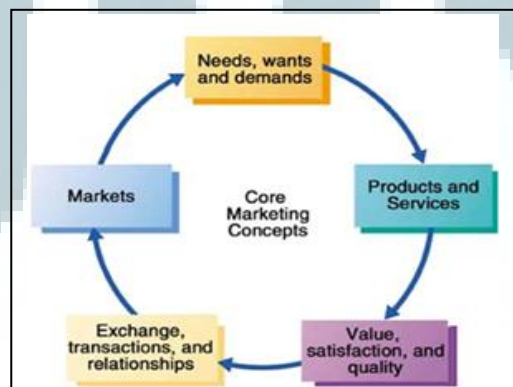 Needs, wants
and demands
Products and
Services
Value,
satisfaction, and
quality
Exchange,
transactions, and
relationships
Markets
Core
Marketing
Concepts